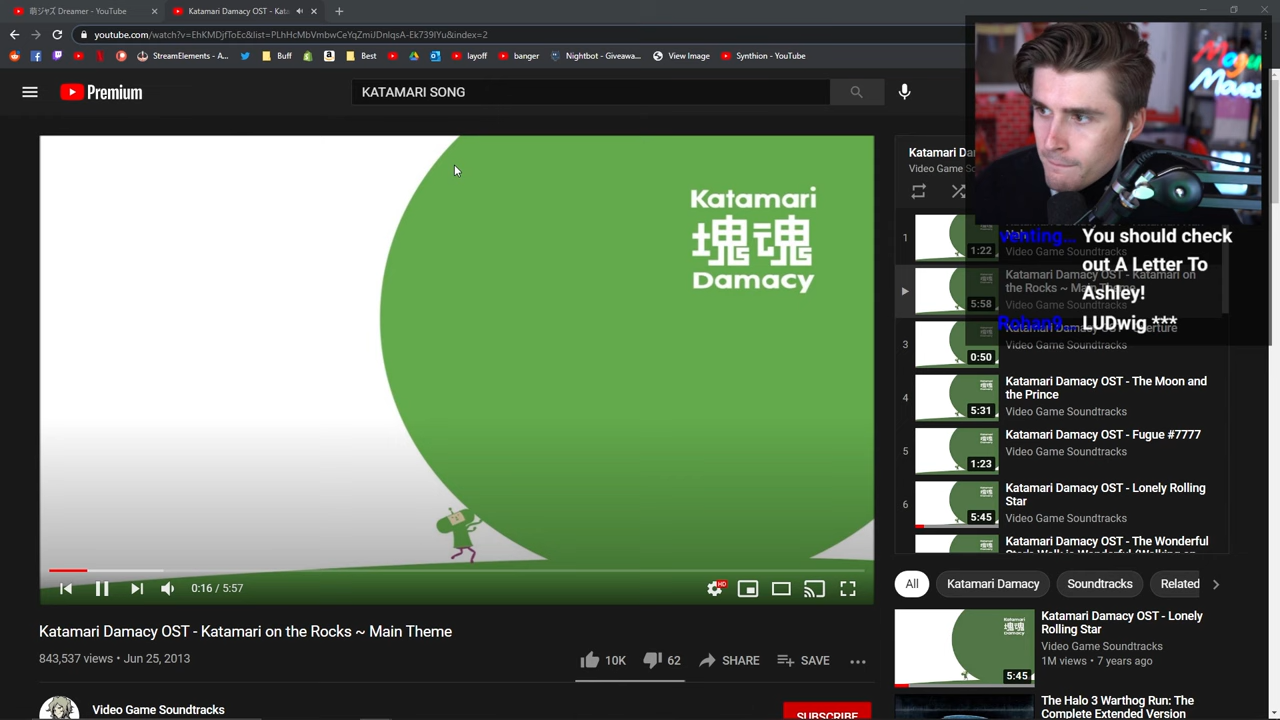 萌ジャズ Dreamer - YouTube
Katamari Damacy OST - Kata
youtube.com/watch?v=EhKMDjfToEc&list=PLhHcMbVmbwCeYqZmJDnlqsA-Ek73SIYu&index=2
StreamElements - A...
Buff
Best
layoff
banger
Nightbot - Giveawa...
View Image
Synthion - YouTube
Premium
KATAMARI SONG
Katamari
塊魂
Damacy
0:16 / 5:57
HD
Katamari Damacy OST - Katamari on the Rocks ~ Main Theme
843,537 views • Jun 25, 2013
10K
62
SHARE
SAVE
Video Game Soundtracks
SUBSCRIBE
Katamari Da
Video Game So
1
1:22
Video Game Soundtracks
Katamari Damacy OST - Katamari on
the Rocks ~ Main Theme
5:58
Video Game Soundtracks
3
0:50
Video Game Soundtracks
You should check
out A Letter To
Ashley!
LUDwig ***
4
Katamari Damacy OST - The Moon and
the Prince
5:31
Video Game Soundtracks
5
Katamari Damacy OST - Fugue #7777
1:23
Video Game Soundtracks
6
Katamari Damacy OST - Lonely Rolling
Star
5:45
Video Game Soundtracks
Katamari Damacy OST - The Wonderful
All
Katamari Damacy
Soundtracks
Related
Katamari Damacy OST - Lonely
Rolling Star
Video Game Soundtracks
1M views • 7 years ago
5:45
The Halo 3 Warthog Run: The
Complete Extended Version